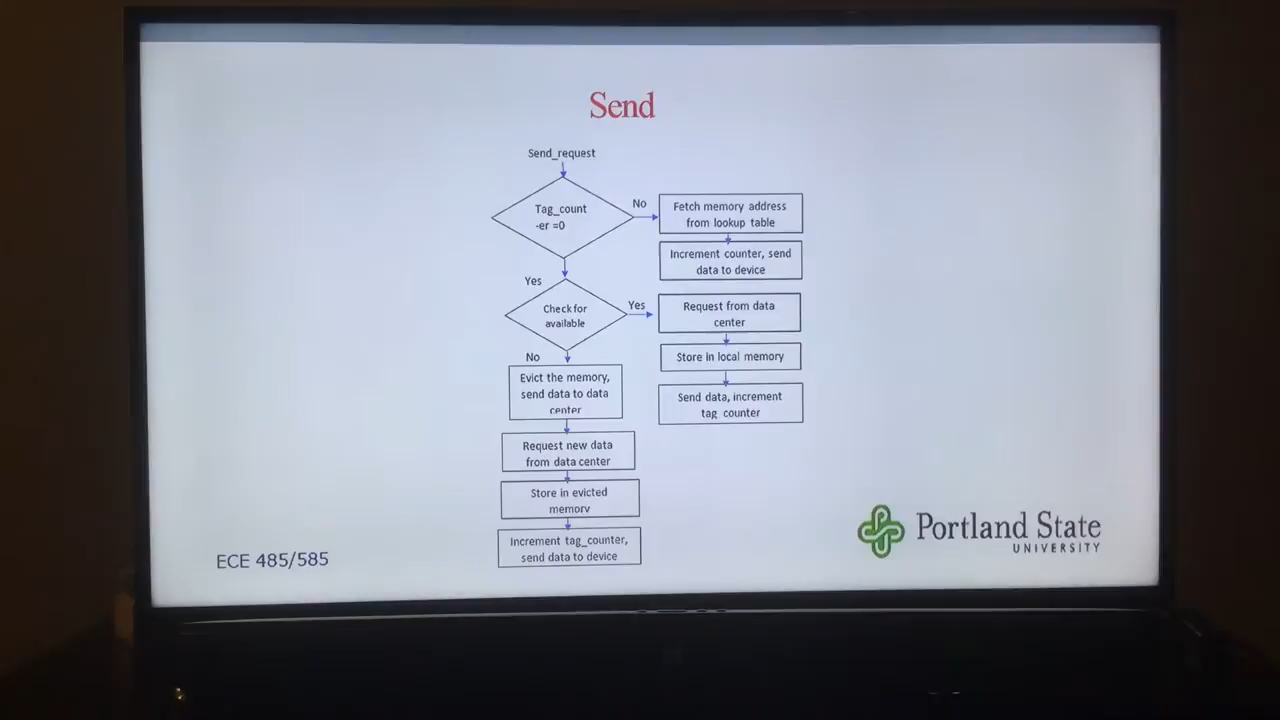 Send
Send_request
Tag_count
-er =0
No
Fetch memory address
from lookup table
Increment counter, send
data to device
Yes
Check for
available
Yes
Request from data
center
Store in local memory
Send data, increment
tag_counter
No
Evict the memory,
send data to data
center
Request new data
from data center
Store in evicted
memory
Increment tag_counter,
send data to device
ECE 485/585
Portland State
UNIVERSITY